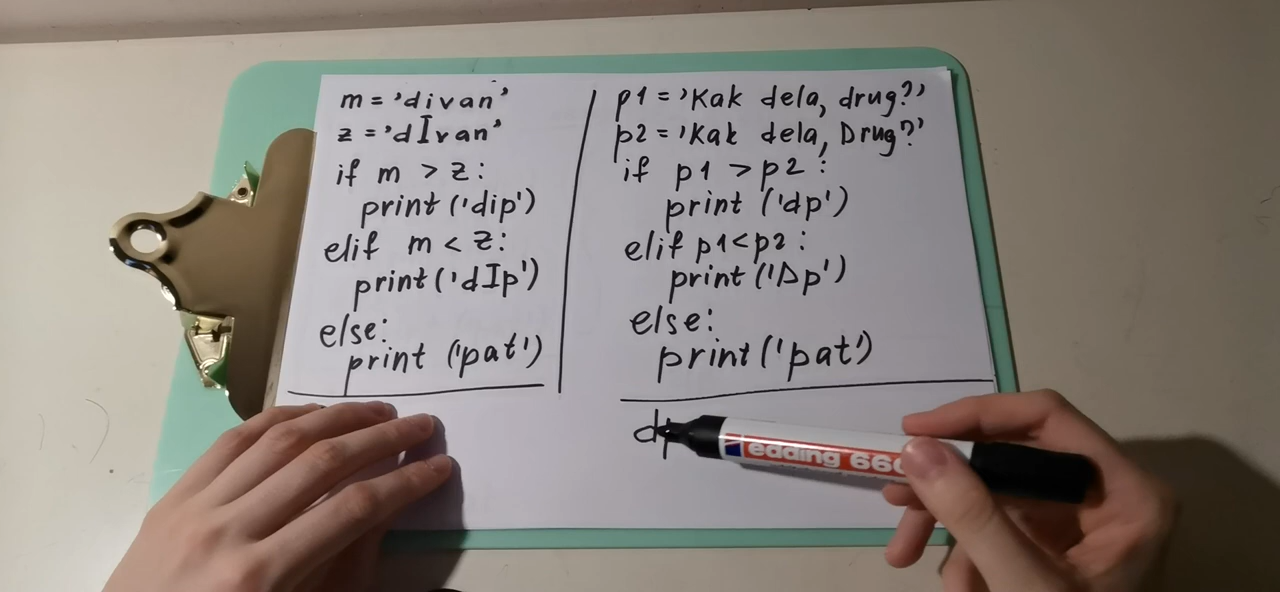 m = 'divan'
z = 'dIvan'
if m > z:
print ('dip')
elif m < z:
print('dIp')
else:
print ('pat')
p1 = 'Kak dela, drug?'
p2 = 'Kak dela, Drug?'
if p1 > p2 :
print ('dp')
elif p1<p2 :
print('Dp')
else:
print('pat')
dp
edding 660